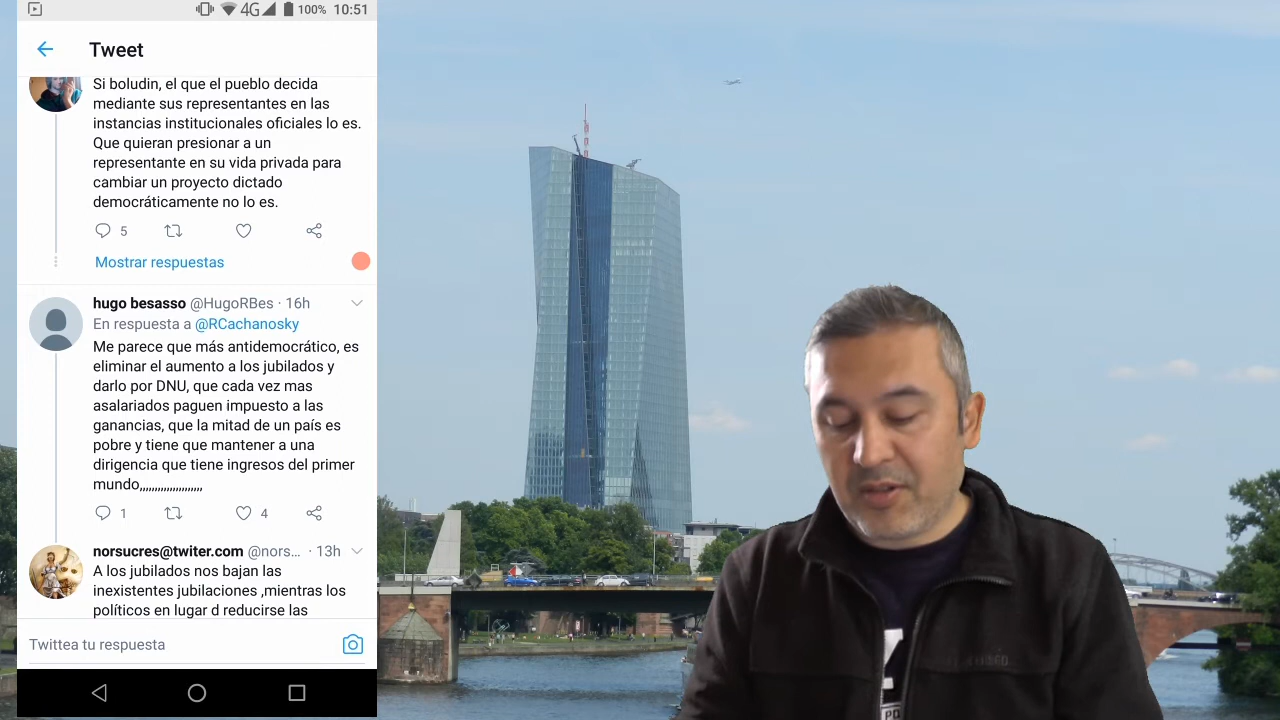 4G 100% 10:51
Tweet
Si boludin, el que el pueblo decida
mediante sus representantes en las
instancias institucionales oficiales lo es.
Que quieran presionar a un
representante en su vida privada para
cambiar un proyecto dictado
democráticamente no lo es.
5
Mostrar respuestas
hugo besasso @HugoRBes · 16h
En respuesta a @RCachanosky
Me parece que más antidemocrático, es
eliminar el aumento a los jubilados y
darlo por DNU, que cada vez mas
asalariados paguen impuesto a las
ganancias, que la mitad de un país es
pobre y tiene que mantener a una
dirigencia que tiene ingresos del primer
mundo,,,,,,,,,,,,,,,,,,,,,
1 4
norsucres@twiter.com @nors... · 13h
A los jubilados nos bajan las
inexistentes jubilaciones ,mientras los
políticos en lugar d reducirse las
Twittea tu respuesta